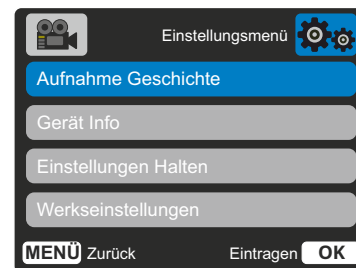 Einstellungsmenü
Aufnahme Geschichte
Gerät Info
Einstellungen Halten
Werkseinstellungen
MENÜ Zurück Eintragen OK